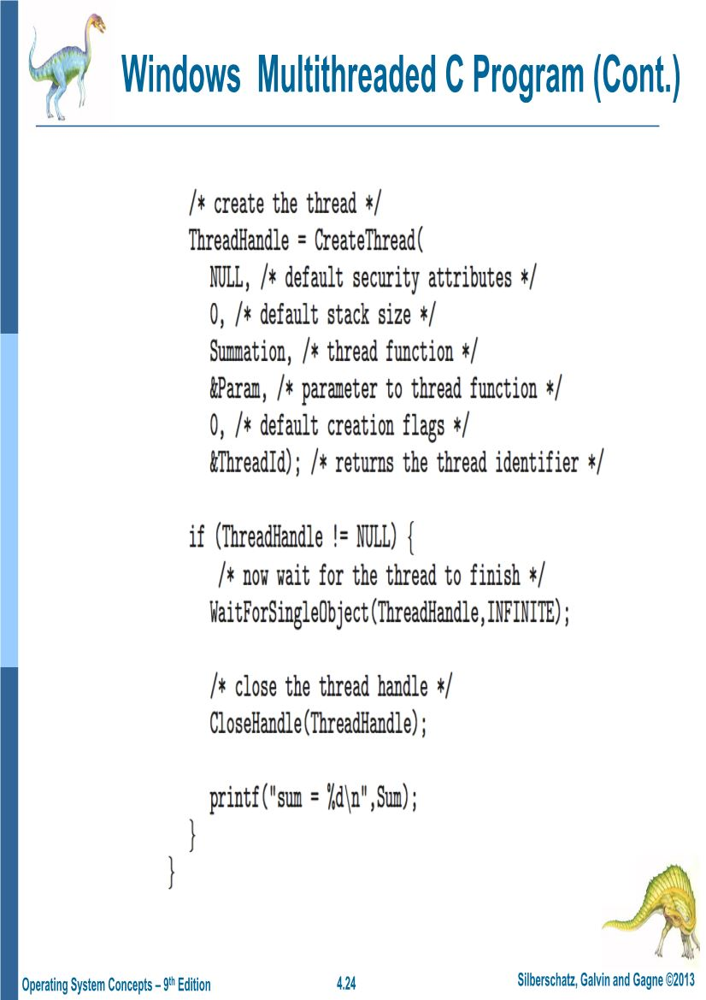 Windows Multithreaded C Program (Cont.)
/* create the thread */
ThreadHandle = CreateThread(
NULL, /* default security attributes */
0, /* default stack size */
Summation, /* thread function */
&Param, /* parameter to thread function */
0, /* default creation flags */
&ThreadId); /* returns the thread identifier */
if (ThreadHandle != NULL) {
/* now wait for the thread to finish */
WaitForSingleObject(ThreadHandle,INFINITE);
/* close the thread handle */
CloseHandle(ThreadHandle);
printf("sum = %d\n",Sum);
}
}
Operating System Concepts – 9th Edition 4.24 Silberschatz, Galvin and Gagne ©2013